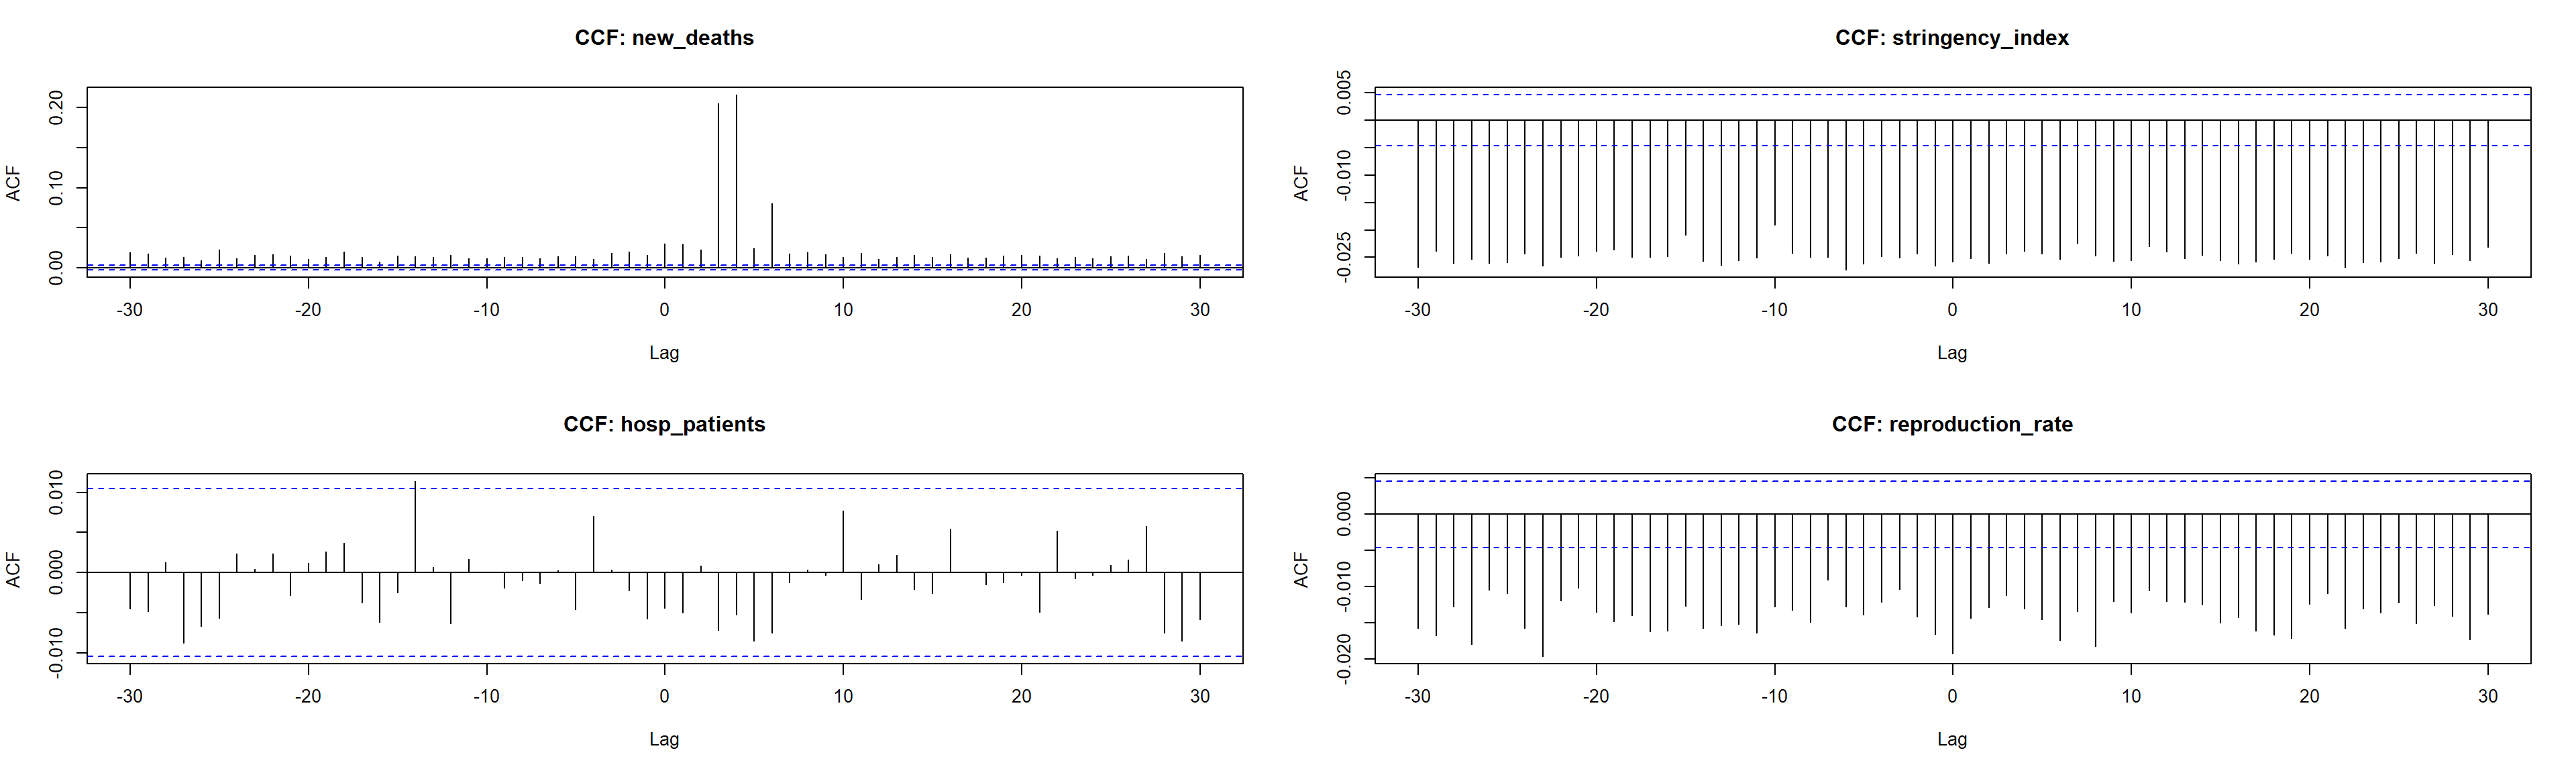 CCF: new_deaths
ACF
0.00 0.10 0.20
-30 -20 -10 0 10 20 30
Lag
CCF: stringency_index
ACF
-0.025 -0.010 0.005
-30 -20 -10 0 10 20 30
Lag
CCF: hosp_patients
ACF
-0.010 0.000 0.010
-30 -20 -10 0 10 20 30
Lag
CCF: reproduction_rate
ACF
-0.020 -0.010 0.000
-30 -20 -10 0 10 20 30
Lag